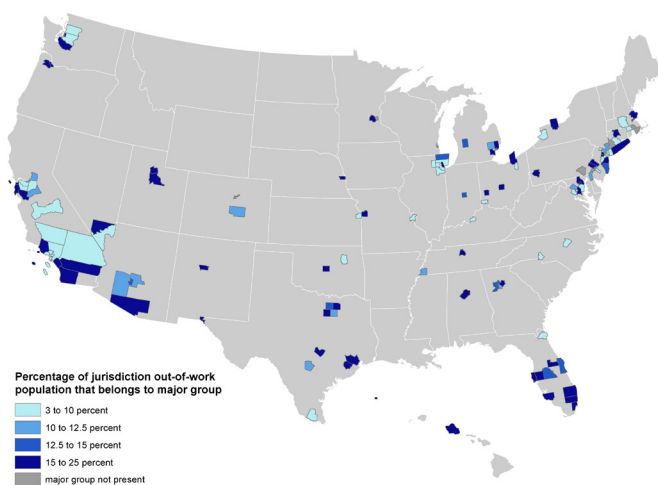 Percentage of jurisdiction out-of-work
population that belongs to major group
3 to 10 percent
10 to 12.5 percent
12.5 to 15 percent
15 to 25 percent
major group not present